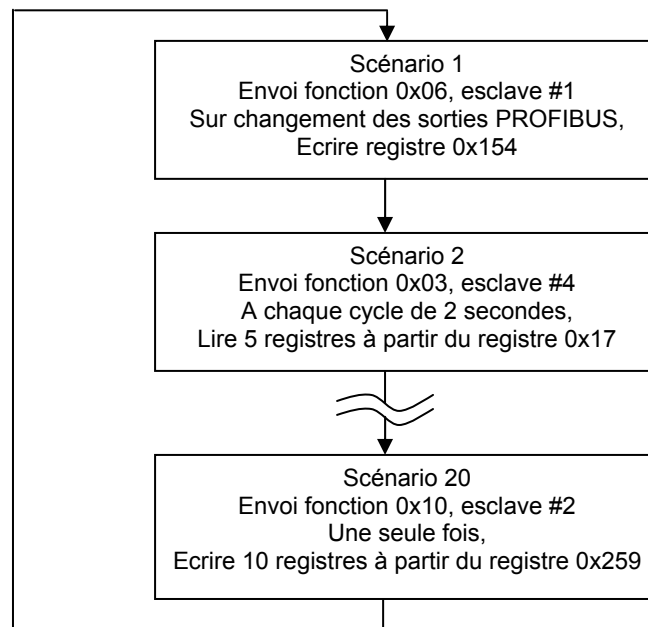 Scénario 1
Envoi fonction 0x06, esclave #1
Sur changement des sorties PROFIBUS,
Ecrire registre 0x154
Scénario 2
Envoi fonction 0x03, esclave #4
A chaque cycle de 2 secondes,
Lire 5 registres à partir du registre 0x17
Scénario 20
Envoi fonction 0x10, esclave #2
Une seule fois,
Ecrire 10 registres à partir du registre 0x259